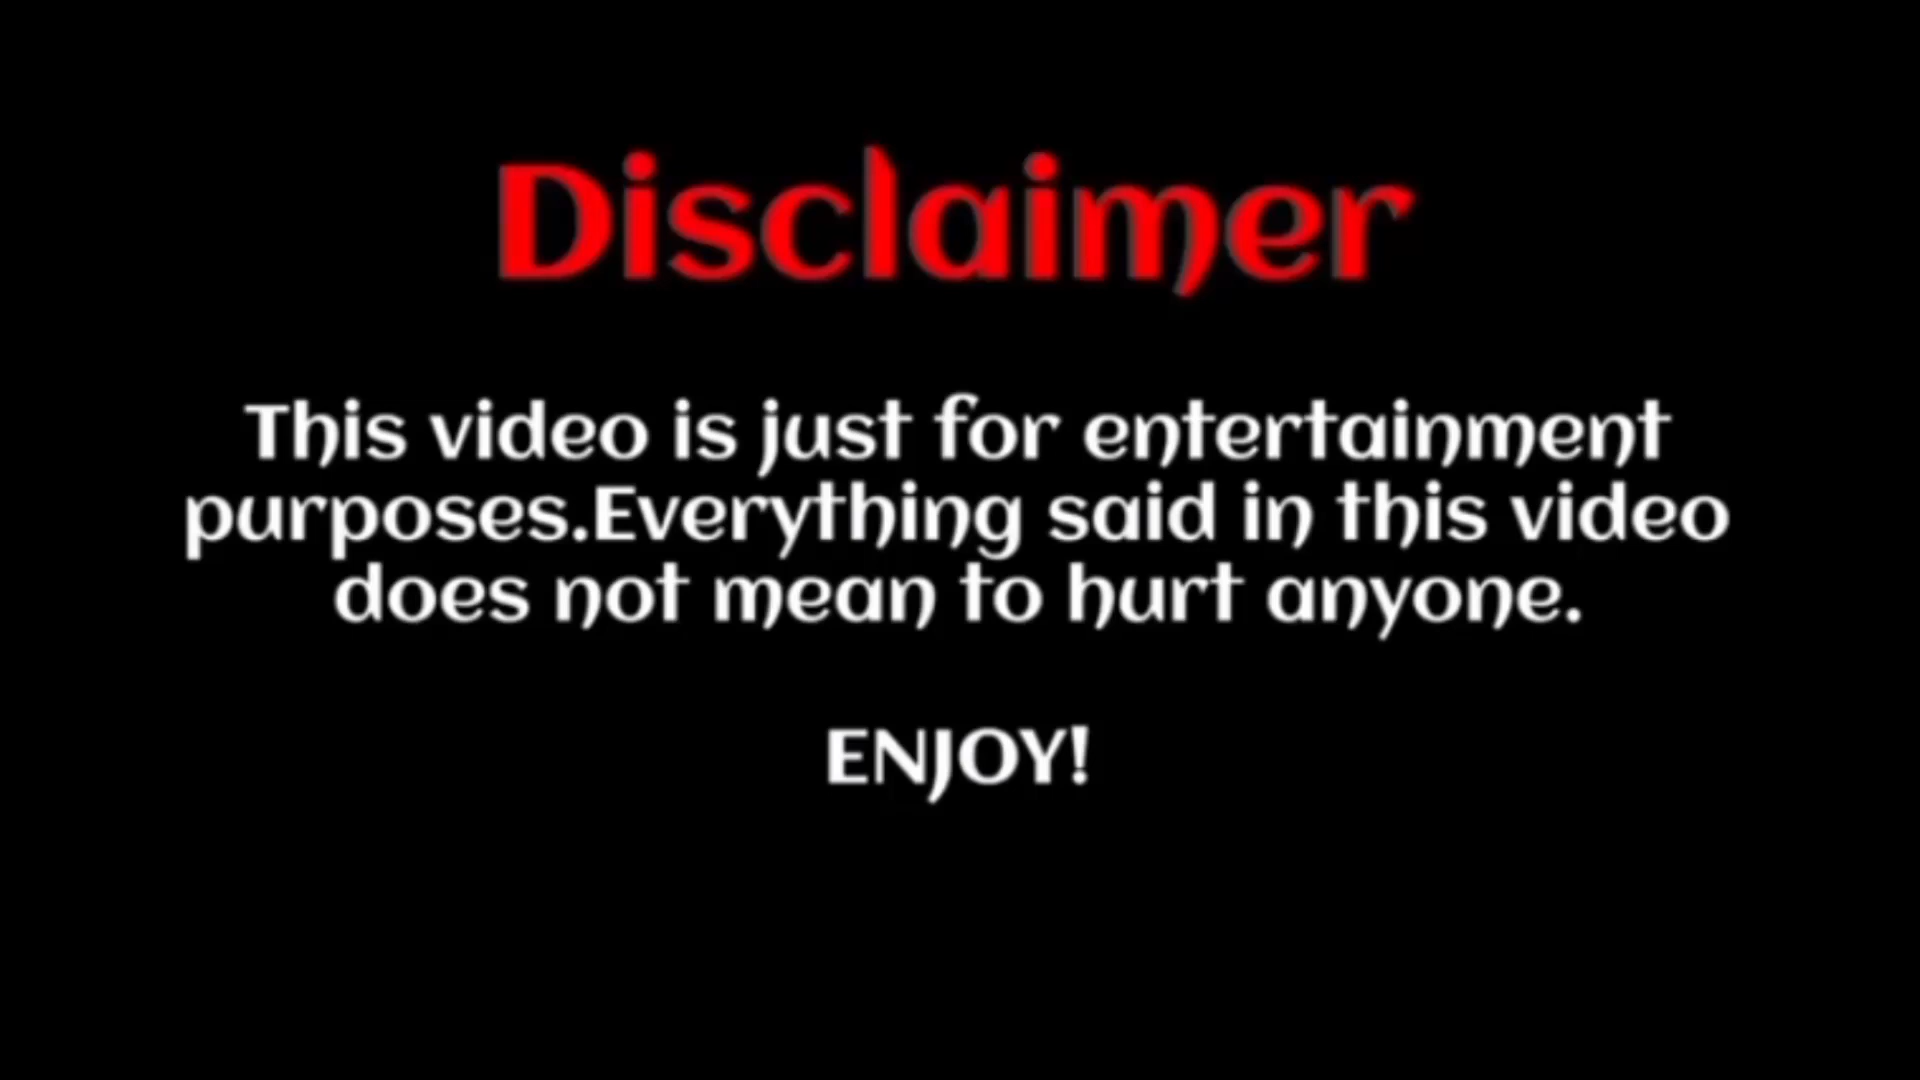 Disclaimer
This video is just for entertainment
purposes.Everything said in this video
does not mean to hurt anyone.
ENJOY!